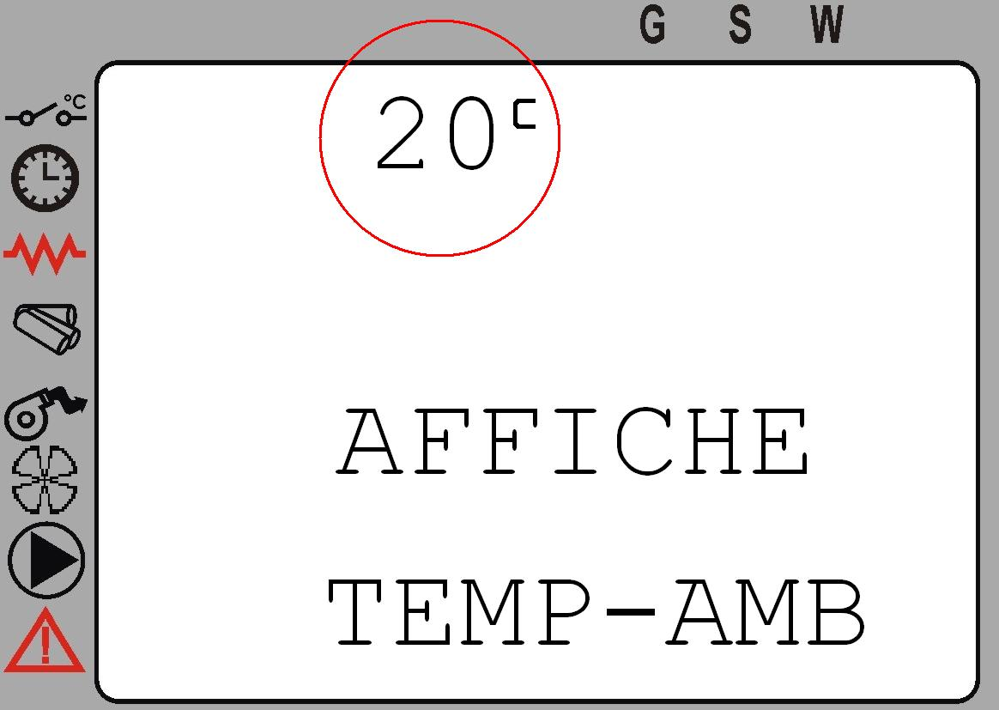 G S W
°C
20c
AFFICHE
TEMP-AMB